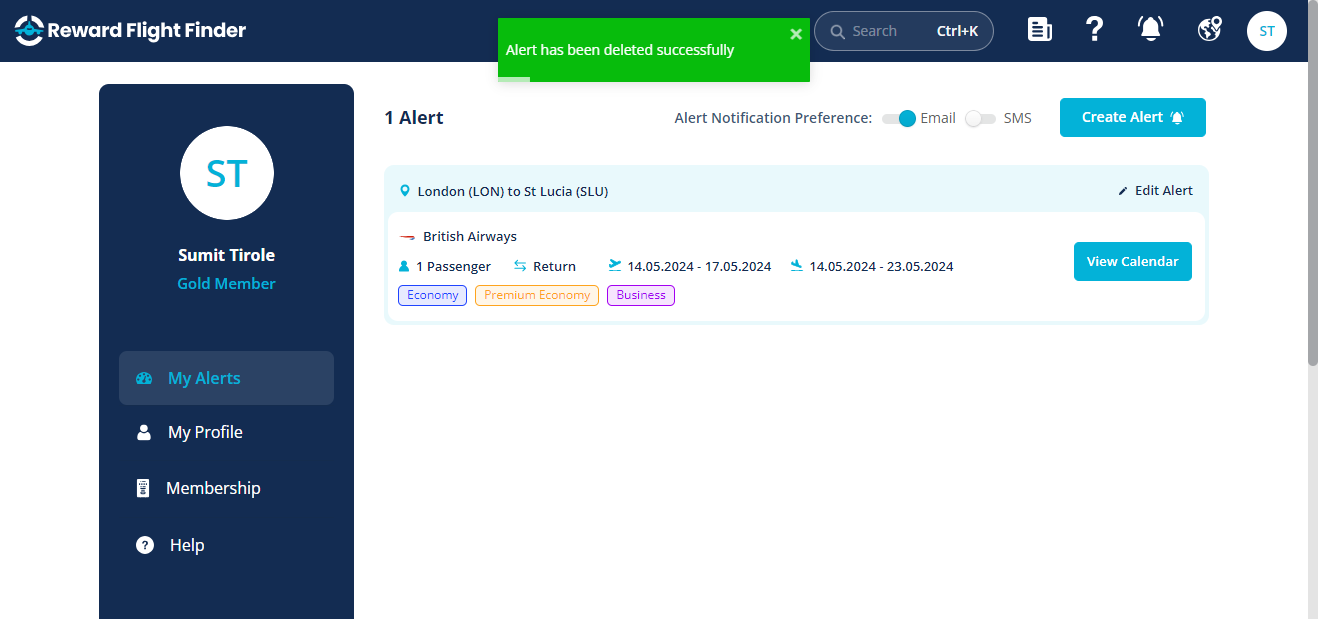 Reward Flight Finder
Alert has been deleted successfully
Search Ctrl+K
ST
ST
Sumit Tirole
Gold Member
My Alerts
My Profile
Membership
Help
1 Alert
Alert Notification Preference: Email SMS
Create Alert
London (LON) to St Lucia (SLU)
Edit Alert
British Airways
1 Passenger Return 14.05.2024 - 17.05.2024 14.05.2024 - 23.05.2024
Economy Premium Economy Business
View Calendar